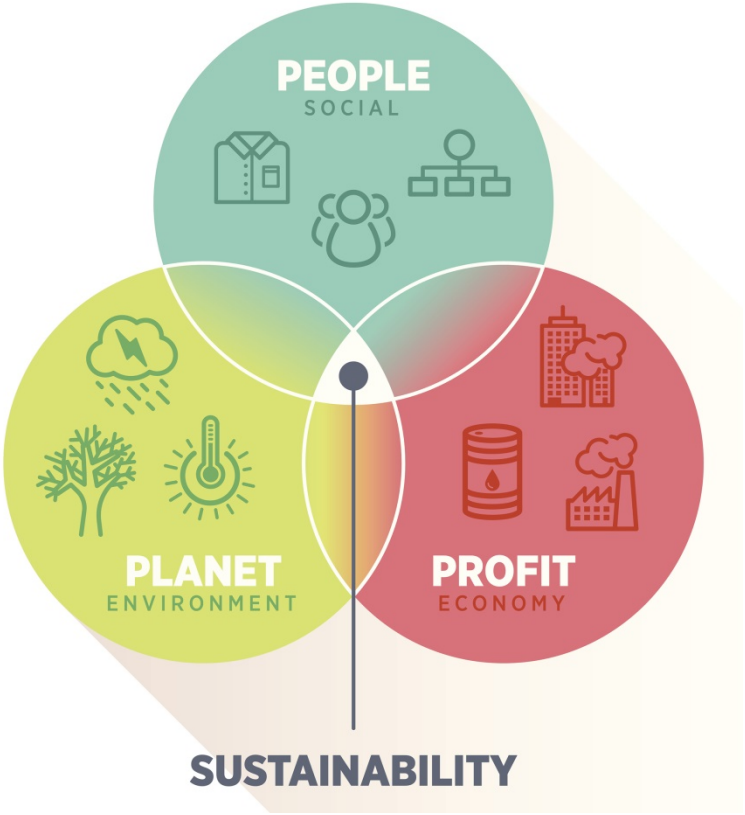 PEOPLE
SOCIAL
PLANET
ENVIRONMENT
PROFIT
ECONOMY
SUSTAINABILITY